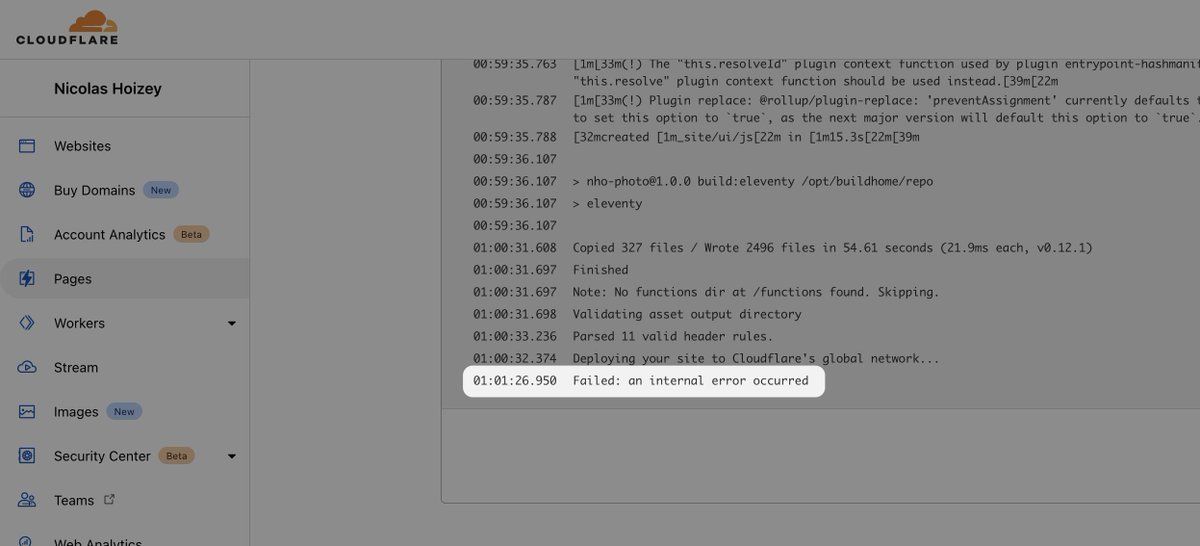 CLOUDFLARE
Nicolas Hoizey
Websites
Buy Domains New
Account Analytics Beta
Pages
Workers
Stream
Images New
Security Center Beta
Teams
Web Analytics
00:59:35.763 [1m[33m(!) The "this.resolveId" plugin context function used by plugin entrypoint-hashmanif
"this.resolve" plugin context function should be used instead.[39m[22m
00:59:35.787 [1m[33m(!) Plugin replace: @rollup/plugin-replace: 'preventAssignment' currently defaults t
to set this option to `true`, as the next major version will default this option to `true`.
00:59:35.788 [32mcreated [1m_site/ui/js[22m in [1m15.3s[22m[39m
00:59:36.107
00:59:36.107 > nho-photo@1.0.0 build:eleventy /opt/buildhome/repo
00:59:36.107 > eleventy
00:59:36.107
01:00:31.608 Copied 327 files / Wrote 2496 files in 54.61 seconds (21.9ms each, v0.12.1)
01:00:31.697 Finished
01:00:31.697 Note: No functions dir at /functions found. Skipping.
01:00:31.698 Validating asset output directory
01:00:33.236 Parsed 11 valid header rules.
01:00:32.374 Deploying your site to Cloudflare's global network...
01:01:26.950 Failed: an internal error occurred